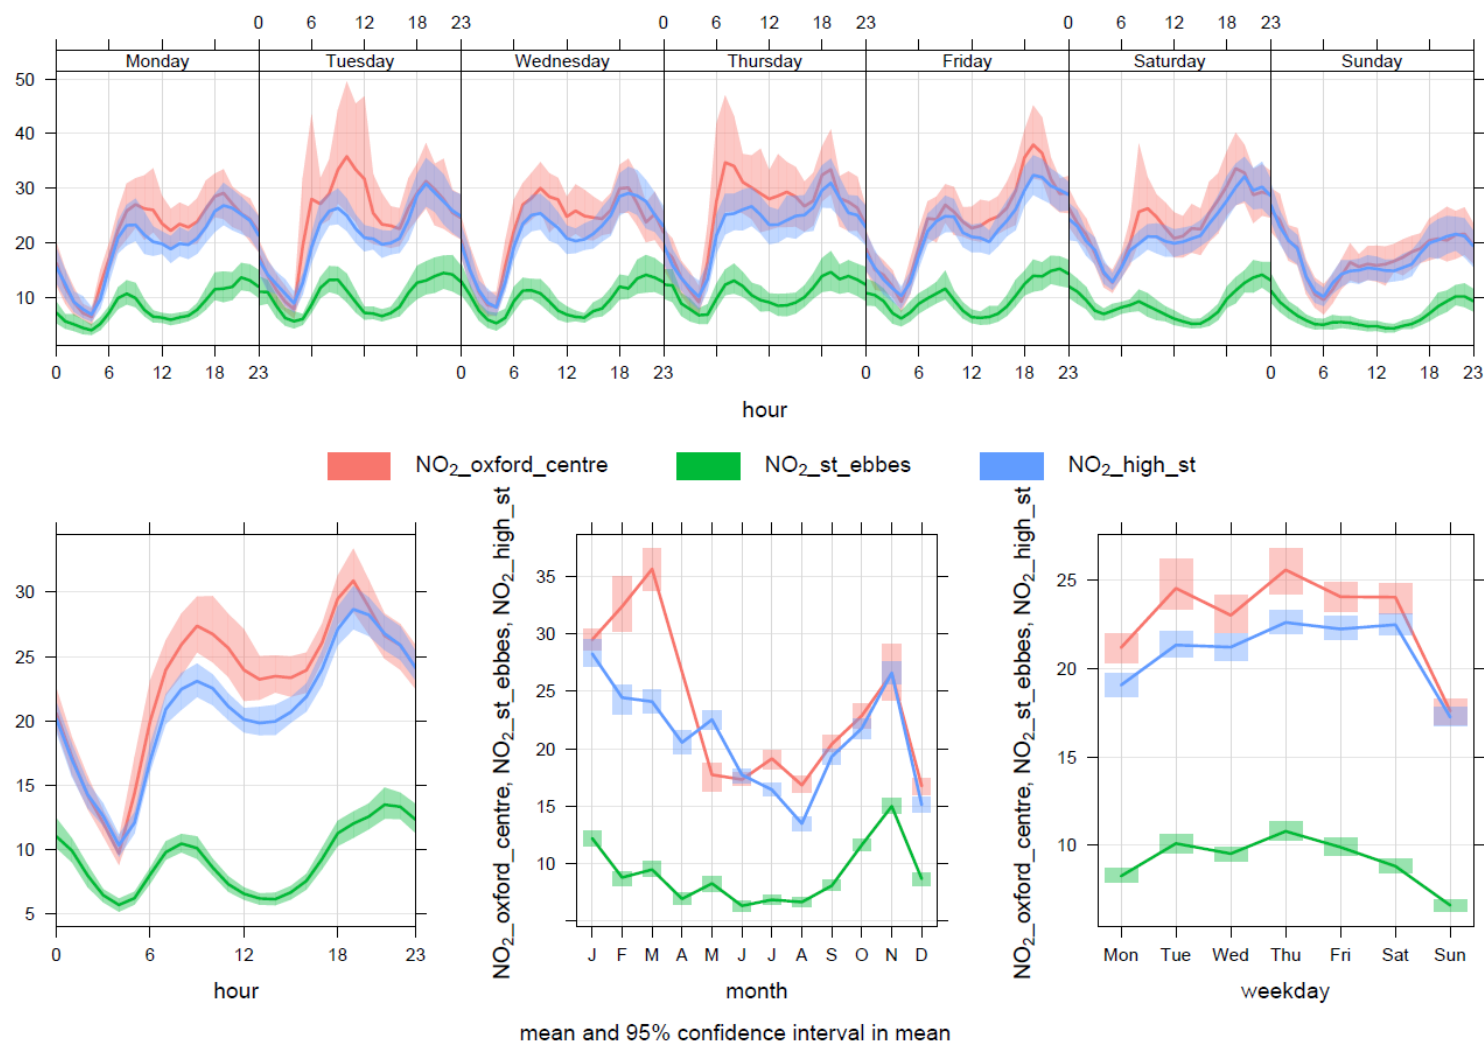 0 6 12 18 23 0 6 12 18 23 0 6 12 18 23
Monday Tuesday Wednesday Thursday Friday Saturday Sunday
50
40
30
20
10
0 6 12 18 23 0 6 12 18 23 0 6 12 18 23 0 6 12 18 23
hour
NO₂_oxford_centre NO₂_st_ebbes NO₂_high_st
30
25
20
15
10
5
0 6 12 18 23
hour
NO₂_oxford_centre, NO₂_st_ebbes, NO₂_high_st
35
30
25
20
15
10
J F M A M J J A S O N D
month
NO₂_oxford_centre, NO₂_st_ebbes, NO₂_high_st
25
20
15
10
Mon Tue Wed Thu Fri Sat Sun
weekday
mean and 95% confidence interval in mean